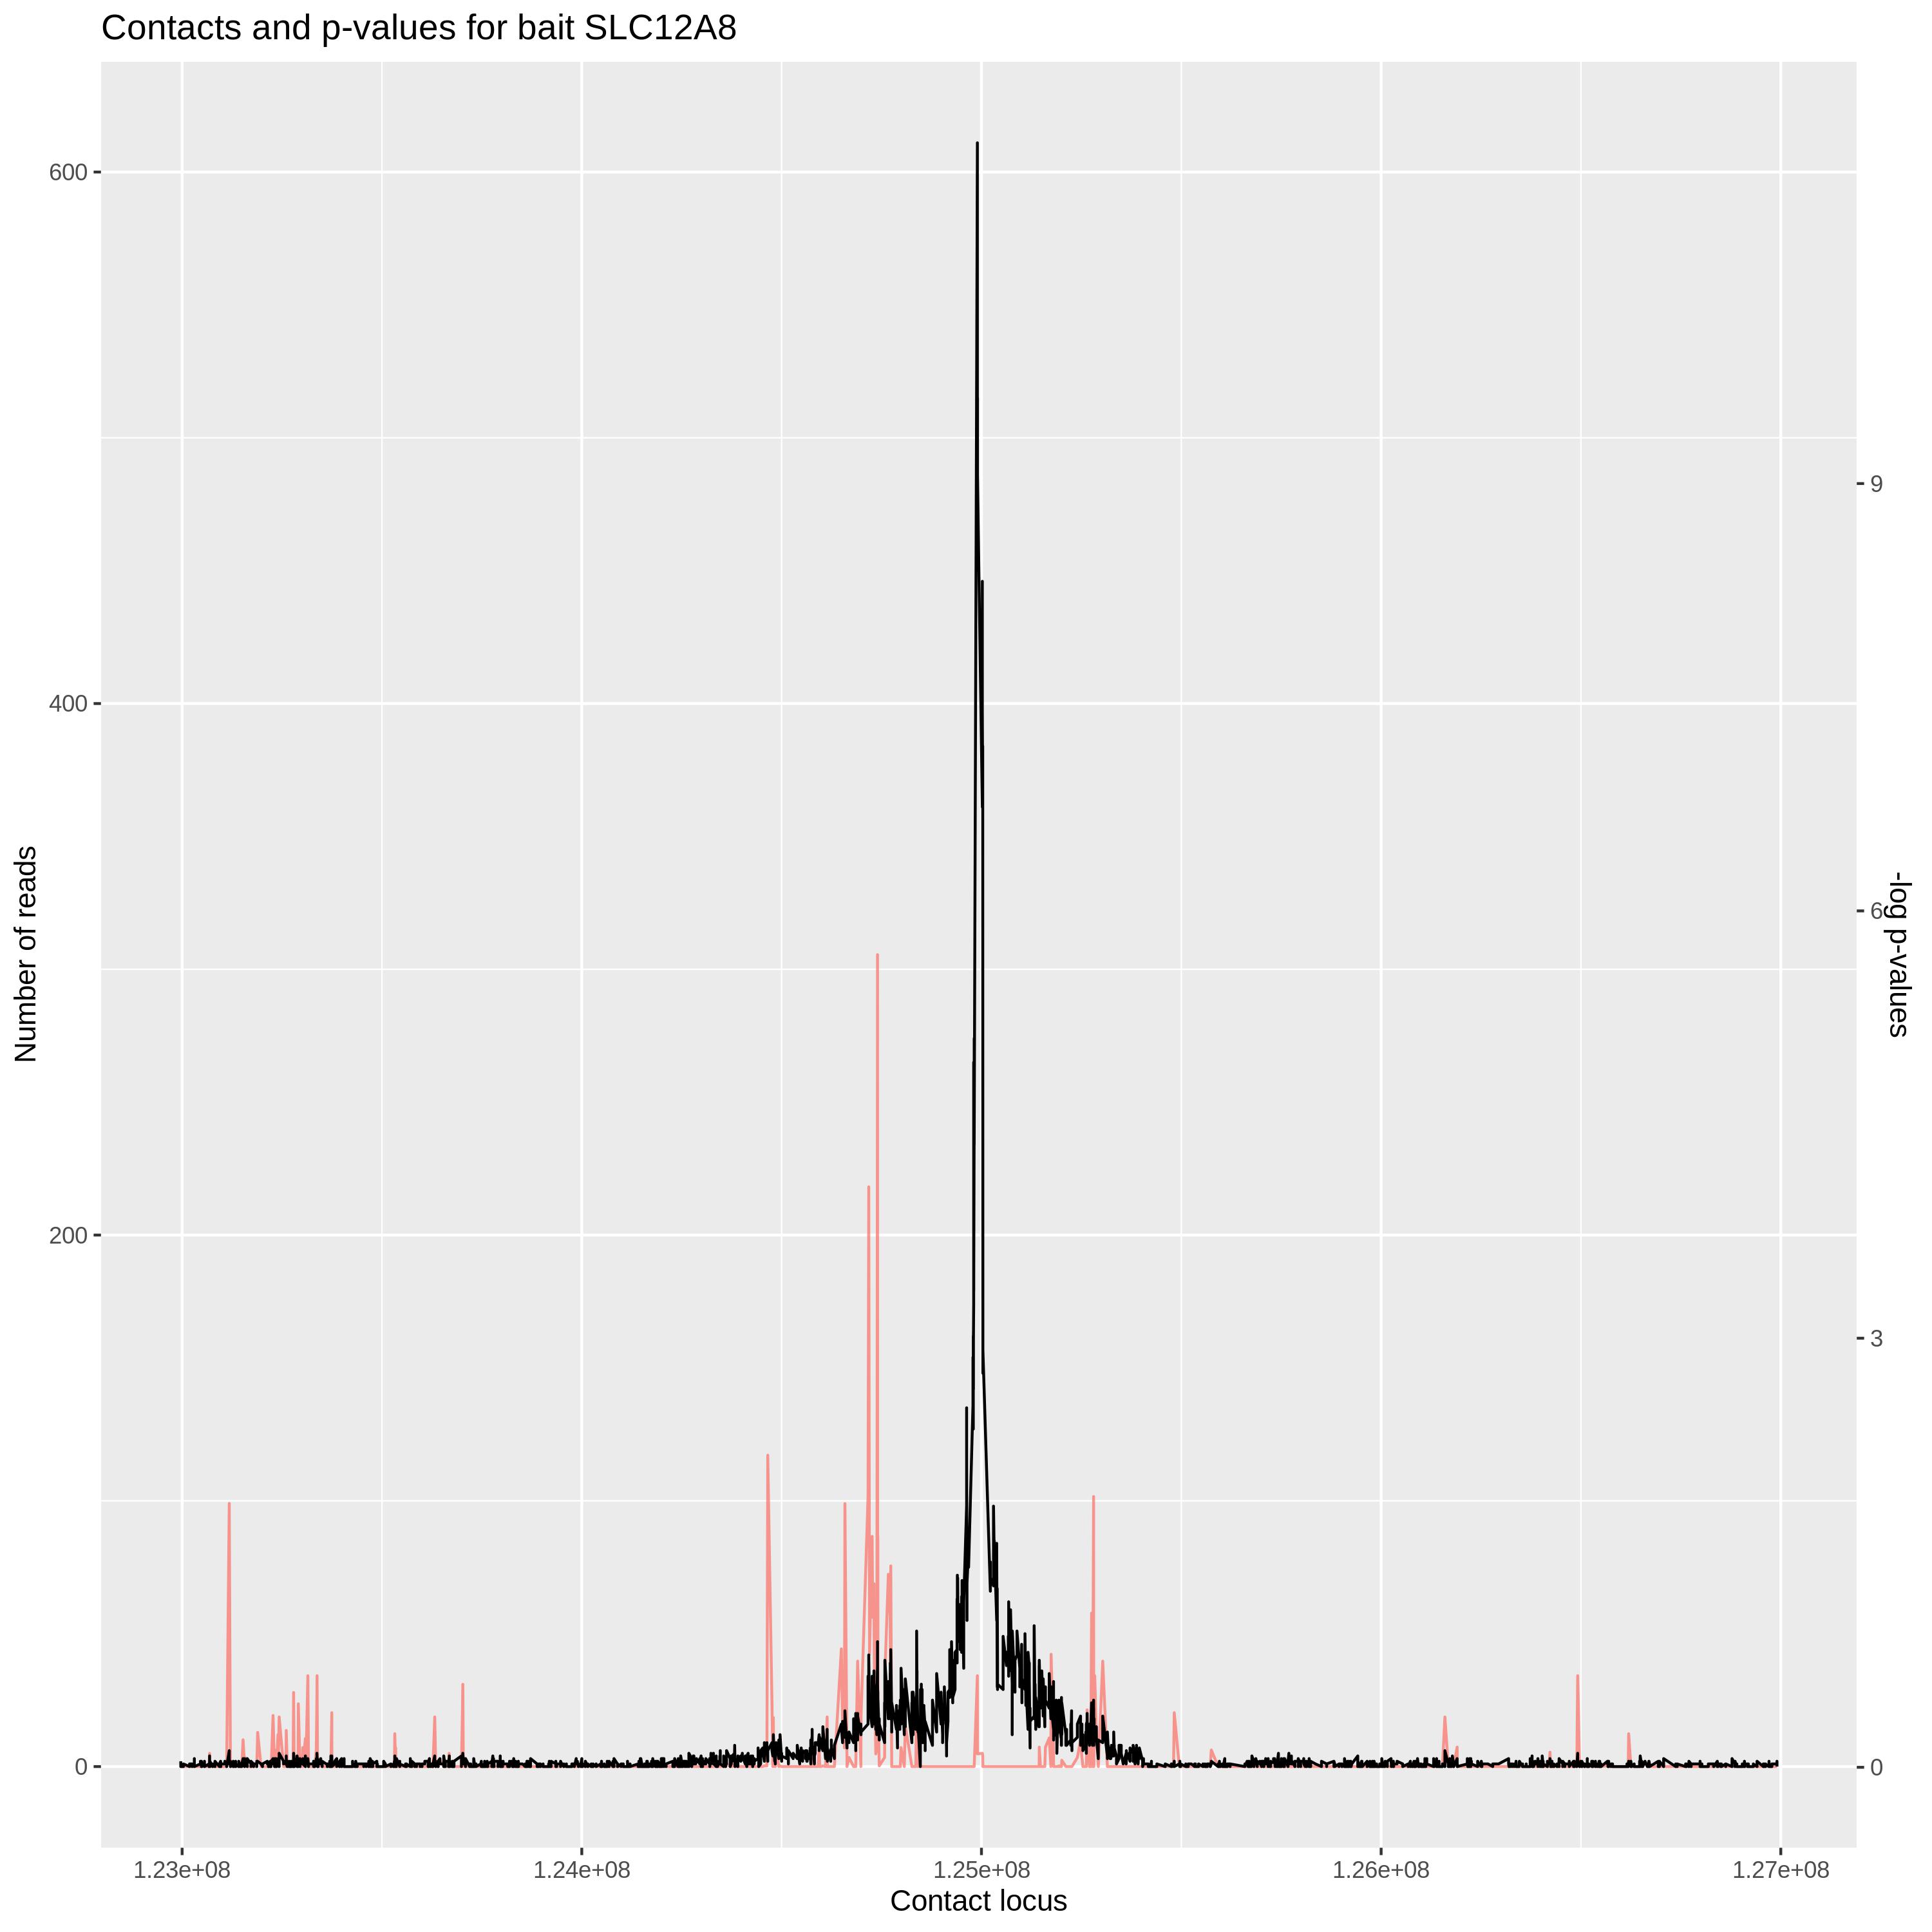 Contacts and p-values for bait SLC12A8
600
400
200
0
Number of reads
9
6
3
0
-log p-values
1.23e+08 1.24e+08 1.25e+08 1.26e+08 1.27e+08
Contact locus